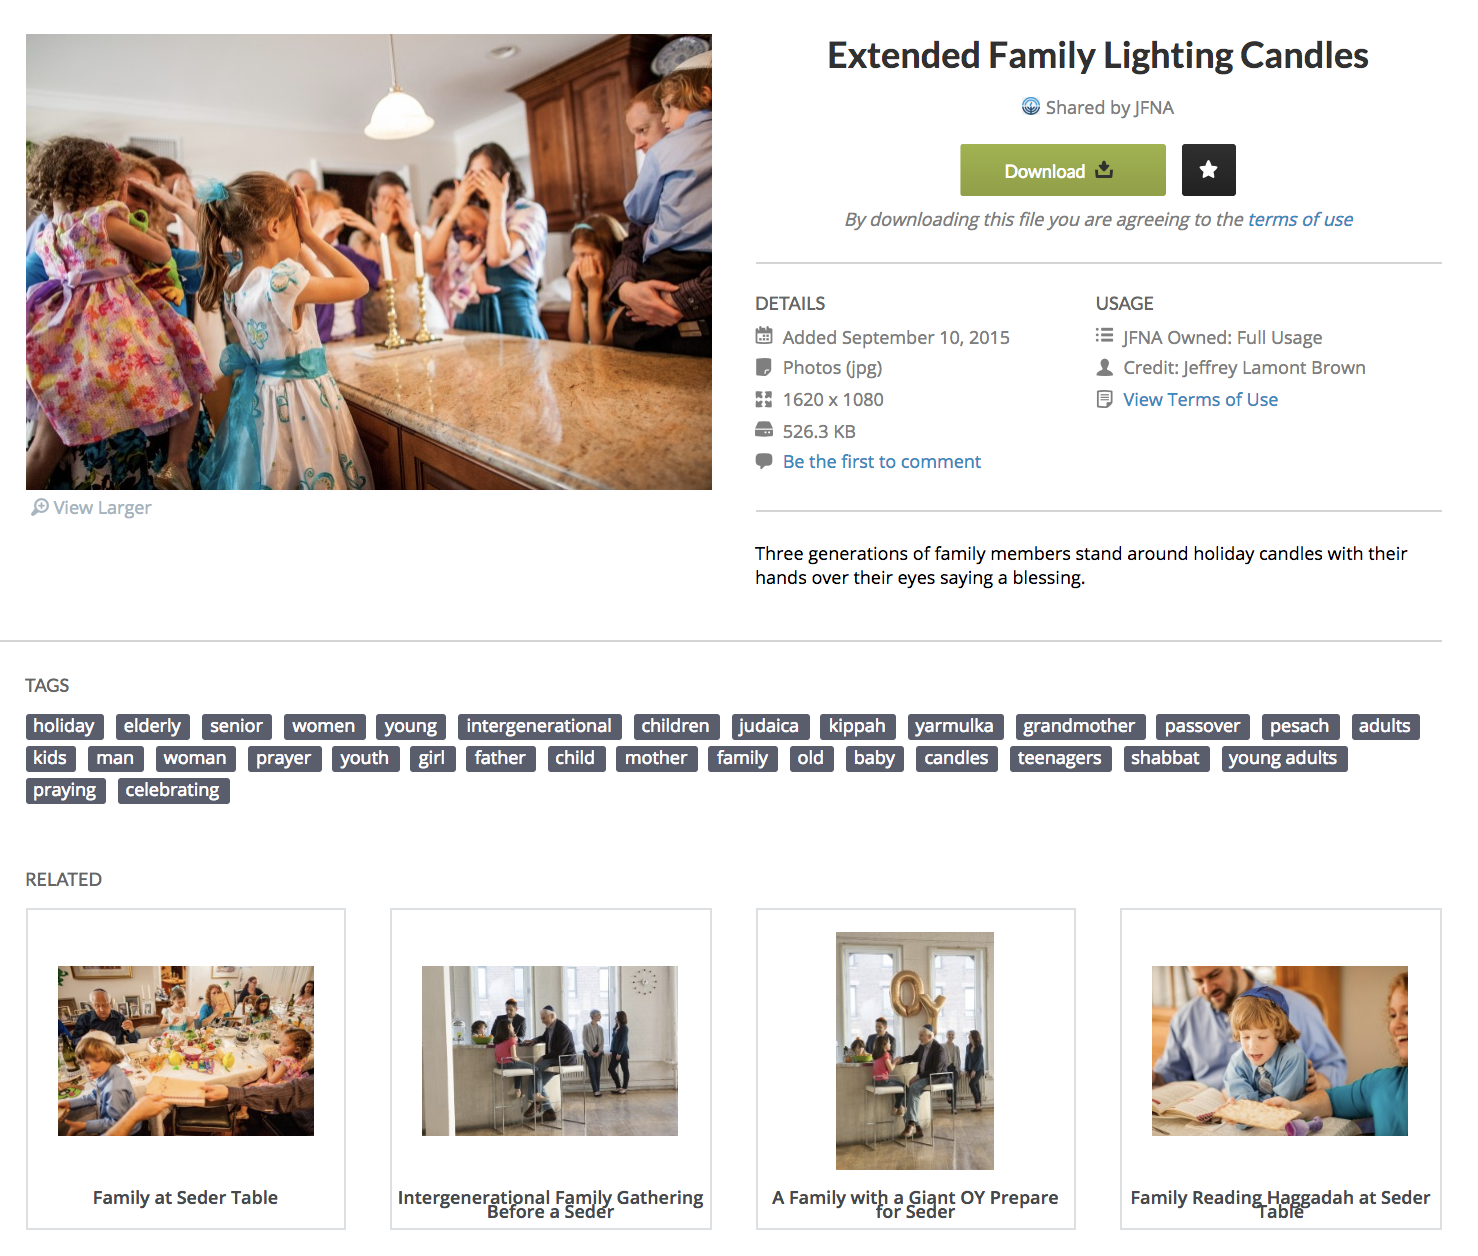 Extended Family Lighting Candles
Shared by JFNA
Download
By downloading this file you are agreeing to the terms of use
DETAILS
Added September 10, 2015
Photos (jpg)
1620 x 1080
526.3 KB
Be the first to comment
USAGE
JFNA Owned: Full Usage
Credit: Jeffrey Lamont Brown
View Terms of Use
View Larger
Three generations of family members stand around holiday candles with their
hands over their eyes saying a blessing.
TAGS
holiday elderly senior women young intergenerational children judaica kippah yarmulka grandmother passover pesach adults
kids man woman prayer youth girl father child mother family old baby candles teenagers shabbat young adults
praying celebrating
RELATED
Family at Seder Table
Intergenerational Family Gathering
Before a Seder
OY
A Family with a Giant OY Prepare
for Seder
Family Reading Haggadah at Seder
Table